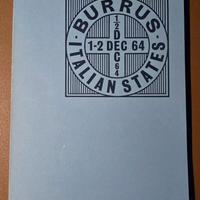 · BURRUS ·
ITALIAN STATES
1-2 DEC 64
1/2
D
E
C
64